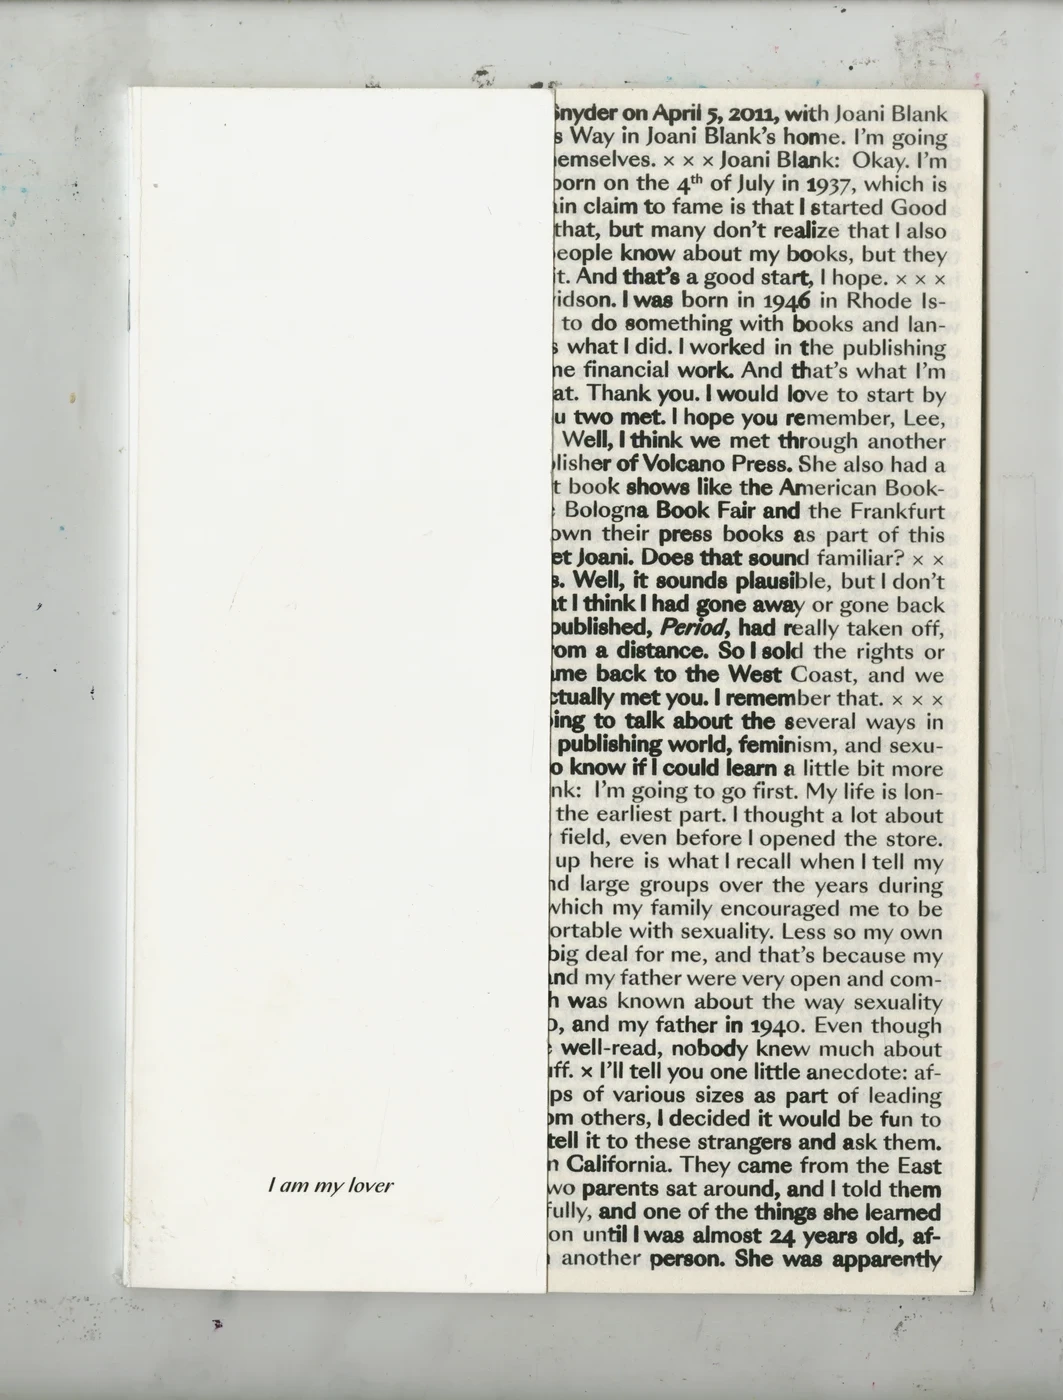 Snyder on April 5, 2011, with Joani Blank
Way in Joani Blank's home. I'm going
emselves. × × × Joani Blank: Okay. I'm
born on the 4th of July in 1937, which is
in claim to fame is that I started Good
that, but many don't realize that I also
eople know about my books, but they
t. And that's a good start, I hope. × × ×
idson. I was born in 1946 in Rhode Is-
to do something with books and lan-
what I did. I worked in the publishing
ne financial work. And that's what I'm
at. Thank you. I would love to start by
u two met. I hope you remember, Lee,
Well, I think we met through another
lisher of Volcano Press. She also had a
t book shows like the American Book-
Bologna Book Fair and the Frankfurt
own their press books as part of this
et Joani. Does that sound familiar? × ×
s. Well, it sounds plausible, but I don't
t I think I had gone away or gone back
published, Period, had really taken off,
om a distance. So I sold the rights or
me back to the West Coast, and we
ctually met you. I remember that. × × ×
ing to talk about the several ways in
publishing world, feminism, and sexu-
o know if I could learn a little bit more
nk: I'm going to go first. My life is lon-
the earliest part. I thought a lot about
field, even before I opened the store.
up here is what I recall when I tell my
nd large groups over the years during
which my family encouraged me to be
ortable with sexuality. Less so my own
big deal for me, and that's because my
nd my father were very open and com-
h was known about the way sexuality
, and my father in 1940. Even though
well-read, nobody knew much about
ff. × I'll tell you one little anecdote: af-
ps of various sizes as part of leading
om others, I decided it would be fun to
tell it to these strangers and ask them.
n California. They came from the East
wo parents sat around, and I told them
fully, and one of the things she learned
on until I was almost 24 years old, af-
another person. She was apparently
I am my lover